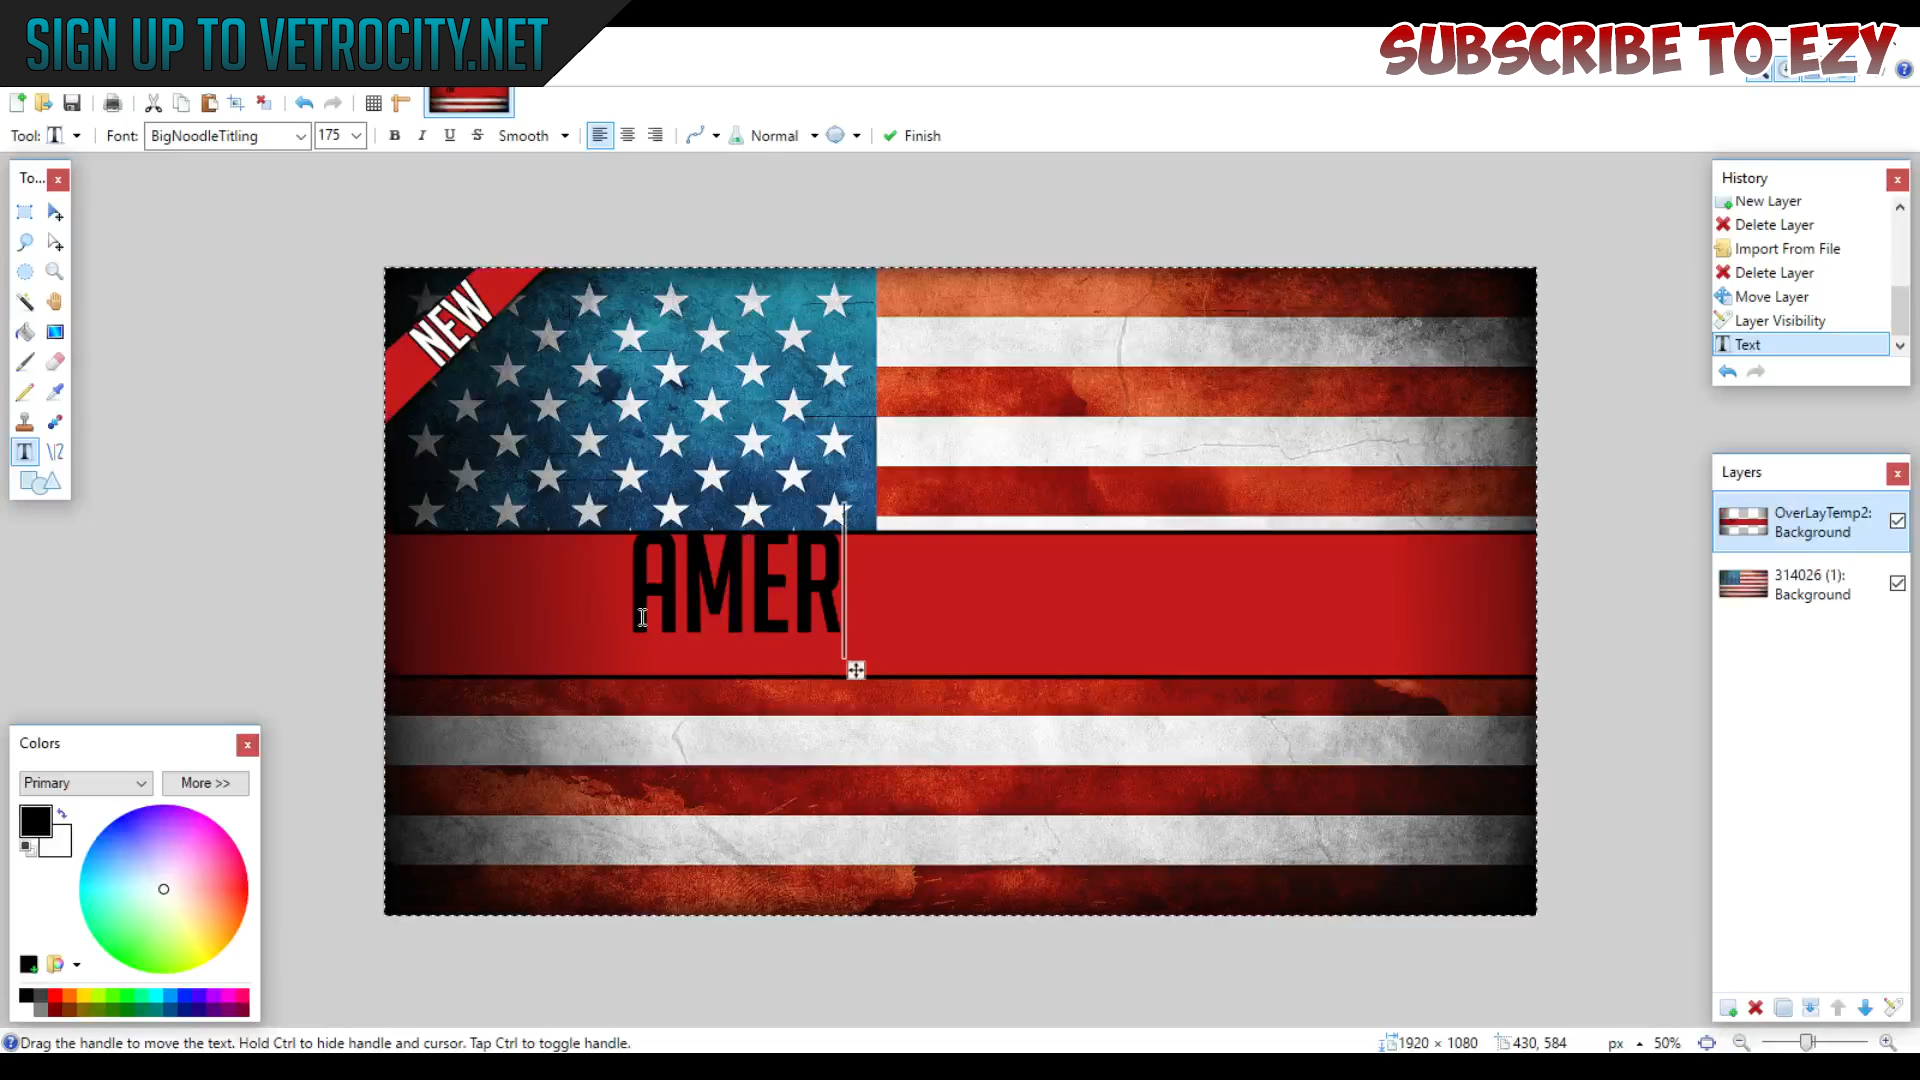 SIGN UP TO VETROCITY.NET
SUBSCRIBE TO EZY
Tool:
Font:
BigNoodleTitling
175
B
I
U
S
Smooth
Normal
Finish
To...
History
New Layer
Delete Layer
Import From File
Delete Layer
Move Layer
Layer Visibility
Text
NEW
AMER
Layers
OverLayTemp2:
Background
314026 (1):
Background
Colors
Primary
More >>
Drag the handle to move the text. Hold Ctrl to hide handle and cursor. Tap Ctrl to toggle handle.
1920 × 1080
430, 584
px
50%